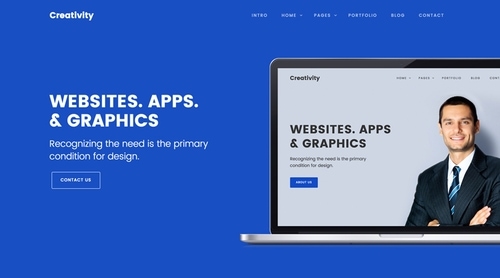 Creativity
INTRO HOME PAGES PORTFOLIO BLOG CONTACT
WEBSITES. APPS.
& GRAPHICS
Recognizing the need is the primary
condition for design.
CONTACT US
Creativity
HOME PAGES PORTFOLIO BLOG CON
WEBSITES. APPS
& GRAPHICS
Recognizing the need is the primary
condition for design.
ABOUT US